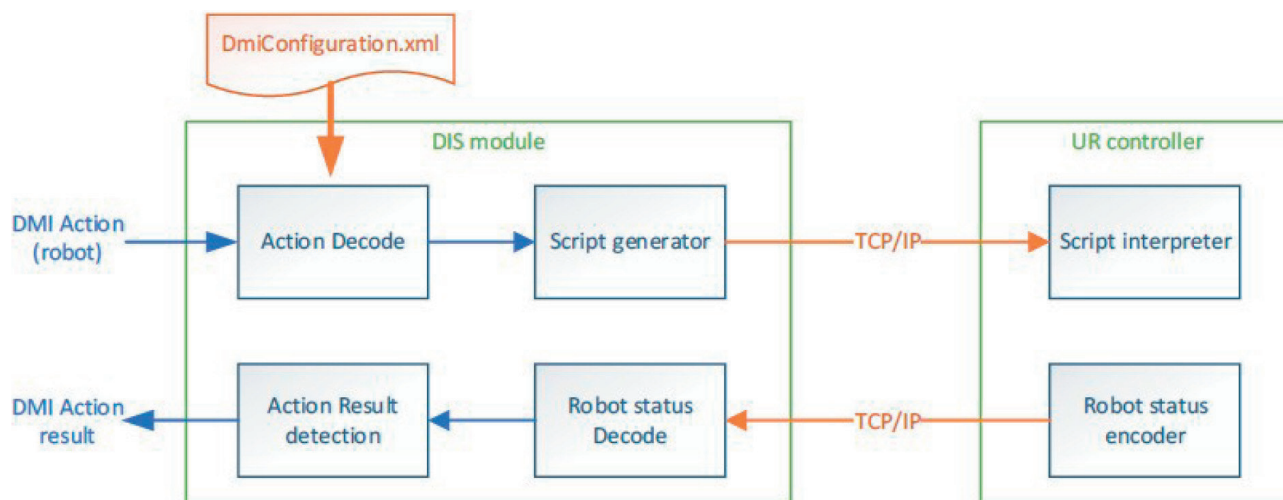 DmiConfiguration.xml
DIS module
UR controller
DMI Action
(robot)
Action Decode
Script generator
TCP/IP
Script interpreter
DMI Action
result
Action Result
detection
Robot status
Decode
TCP/IP
Robot status
encoder